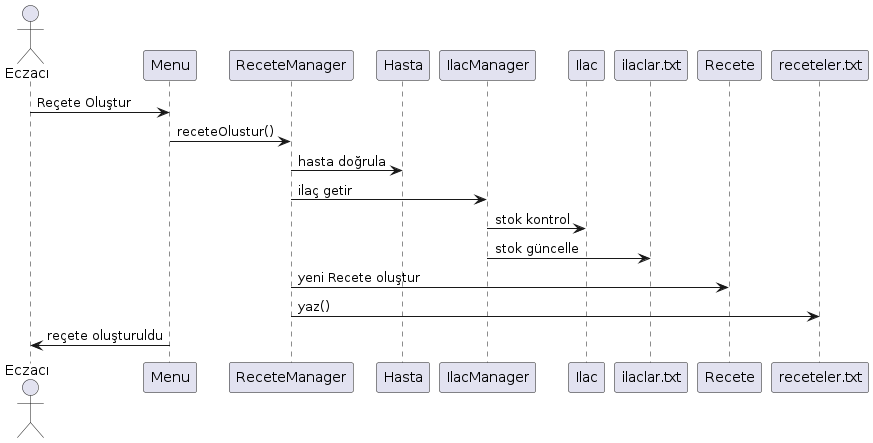 Eczacı
Menu
ReceteManager
Hasta
IlacManager
Ilac
ilaclar.txt
Recete
receteler.txt
Reçete Oluştur
receteOlustur()
hasta doğrula
ilaç getir
stok kontrol
stok güncelle
yeni Recete oluştur
yaz()
reçete oluşturuldu
Eczacı
Menu
ReceteManager
Hasta
IlacManager
Ilac
ilaclar.txt
Recete
receteler.txt